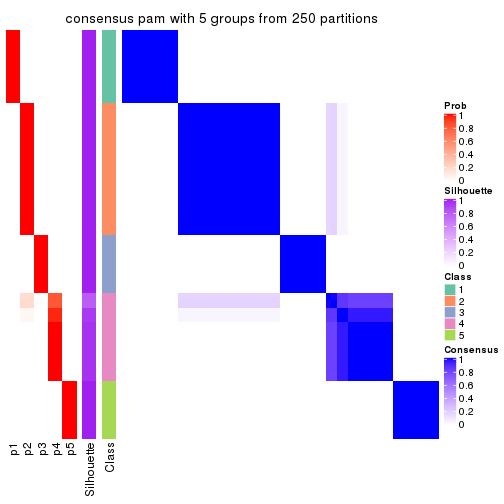 consensus pam with 5 groups from 250 partitions
Prob
1
0.8
0.6
0.4
0.2
0
Silhouette
1
0.8
0.6
0.4
0.2
0
Class
1
2
3
4
5
Consensus
1
0.8
0.6
0.4
0.2
0
p1
p2
p3
p4
p5
Silhouette
Class